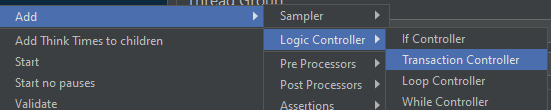 Thread Group
Add
Add Think Times to children
Start
Start no pauses
Validate
Sampler
Logic Controller
Pre Processors
Post Processors
Assertions
If Controller
Transaction Controller
Loop Controller
While Controller